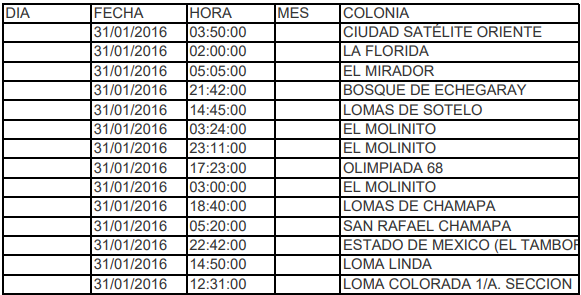 DIA FECHA HORA MES COLONIA
31/01/2016 03:50:00 CIUDAD SATÉLITE ORIENTE
31/01/2016 02:00:00 LA FLORIDA
31/01/2016 05:05:00 EL MIRADOR
31/01/2016 21:42:00 BOSQUE DE ECHEGARAY
31/01/2016 14:45:00 LOMAS DE SOTELO
31/01/2016 03:24:00 EL MOLINITO
31/01/2016 23:11:00 EL MOLINITO
31/01/2016 17:23:00 OLIMPIADA 68
31/01/2016 03:00:00 EL MOLINITO
31/01/2016 18:40:00 LOMAS DE CHAMAPA
31/01/2016 05:20:00 SAN RAFAEL CHAMAPA
31/01/2016 22:42:00 ESTADO DE MEXICO (EL TAMBOR
31/01/2016 14:50:00 LOMA LINDA
31/01/2016 12:31:00 LOMA COLORADA 1/A. SECCION